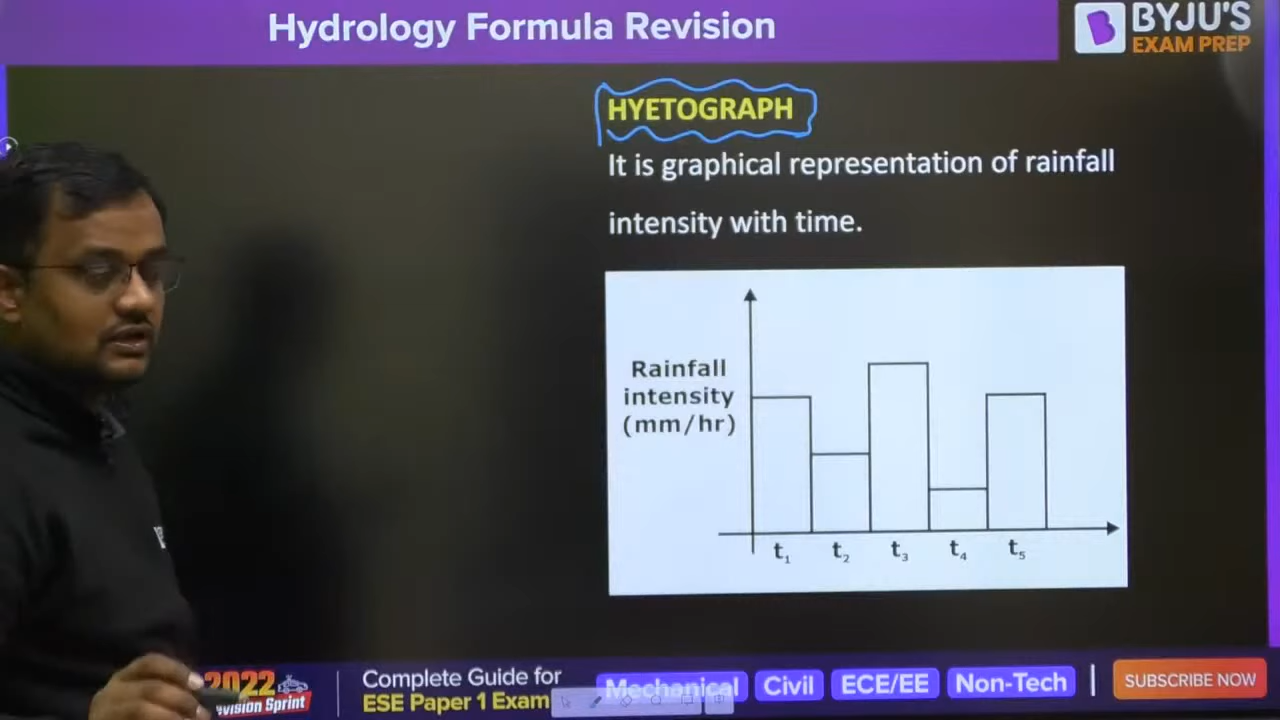 Hydrology Formula Revision
BYJU'S
EXAM PREP
HYETOGRAPH
It is graphical representation of rainfall
intensity with time.
Rainfall
intensity
(mm/hr)
t₁ t₂ t₃ t₄ t₅
2022
Sprint
Complete Guide for
ESE Paper 1 Exam
Mechanical
Civil
ECE/EE
Non-Tech
SUBSCRIBE NOW